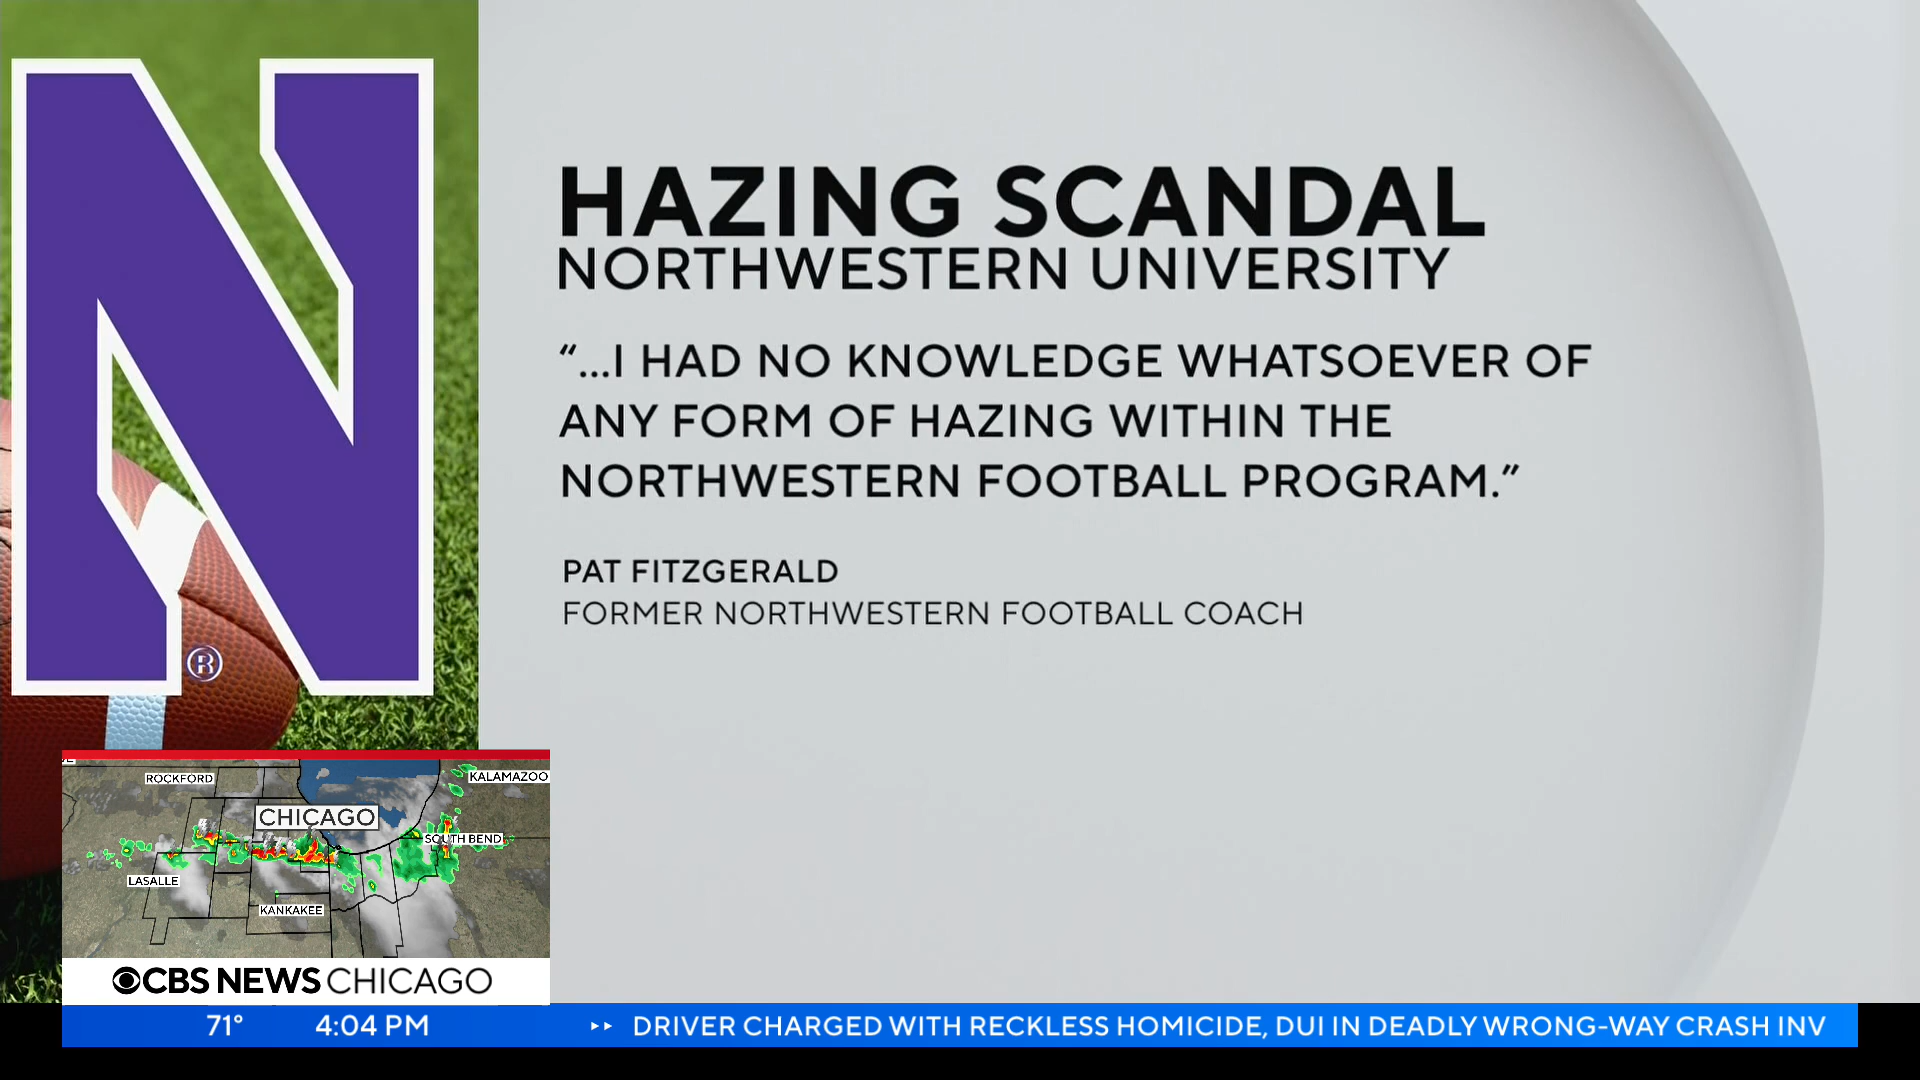 N
®
HAZING SCANDAL
NORTHWESTERN UNIVERSITY
“...I HAD NO KNOWLEDGE WHATSOEVER OF
ANY FORM OF HAZING WITHIN THE
NORTHWESTERN FOOTBALL PROGRAM.”
PAT FITZGERALD
FORMER NORTHWESTERN FOOTBALL COACH
ROCKFORD
KALAMAZOO
CHICAGO
SOUTH BEND
LASALLE
KANKAKEE
CBS NEWS CHICAGO
71° 4:04 PM DRIVER CHARGED WITH RECKLESS HOMICIDE, DUI IN DEADLY WRONG-WAY CRASH INV